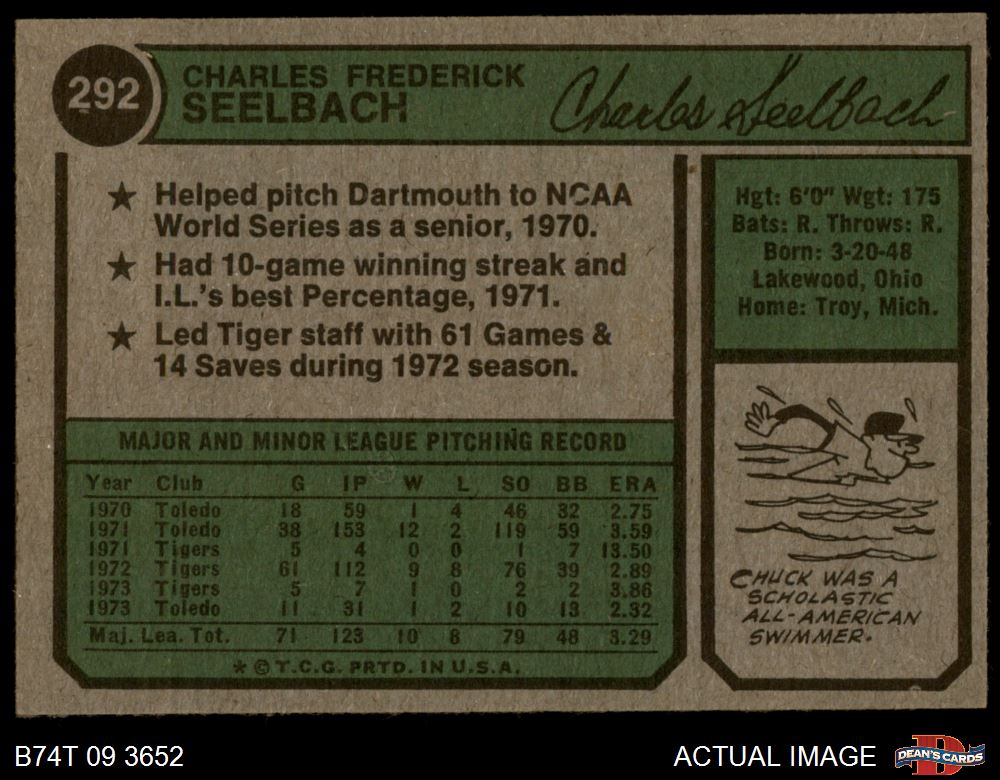 292
CHARLES FREDERICK
SEELBACH
Charles Seelbach
★ Helped pitch Dartmouth to NCAA
World Series as a senior, 1970.
★ Had 10-game winning streak and
I.L.'s best Percentage, 1971.
★ Led Tiger staff with 61 Games &
14 Saves during 1972 season.
Hgt: 6'0" Wgt: 175
Bats: R. Throws: R.
Born: 3-20-48
Lakewood, Ohio
Home: Troy, Mich.
MAJOR AND MINOR LEAGUE PITCHING RECORD
Year Club G IP W L SO BB ERA
1970 Toledo 18 59 1 4 46 32 2.75
1971 Toledo 38 153 12 2 119 59 3.59
1971 Tigers 5 4 0 0 1 7 13.50
1972 Tigers 61 112 9 8 76 39 2.89
1973 Tigers 5 7 1 0 2 2 3.86
1973 Toledo 11 31 1 2 10 13 2.32
Maj. Lea. Tot. 71 123 10 8 79 48 3.29
* © T.C.G. PRTD. IN U.S.A.
CHUCK WAS A
SCHOLASTIC
ALL-AMERICAN
SWIMMER.
B74T 09 3652
ACTUAL IMAGE
D
DEAN'S CARDS